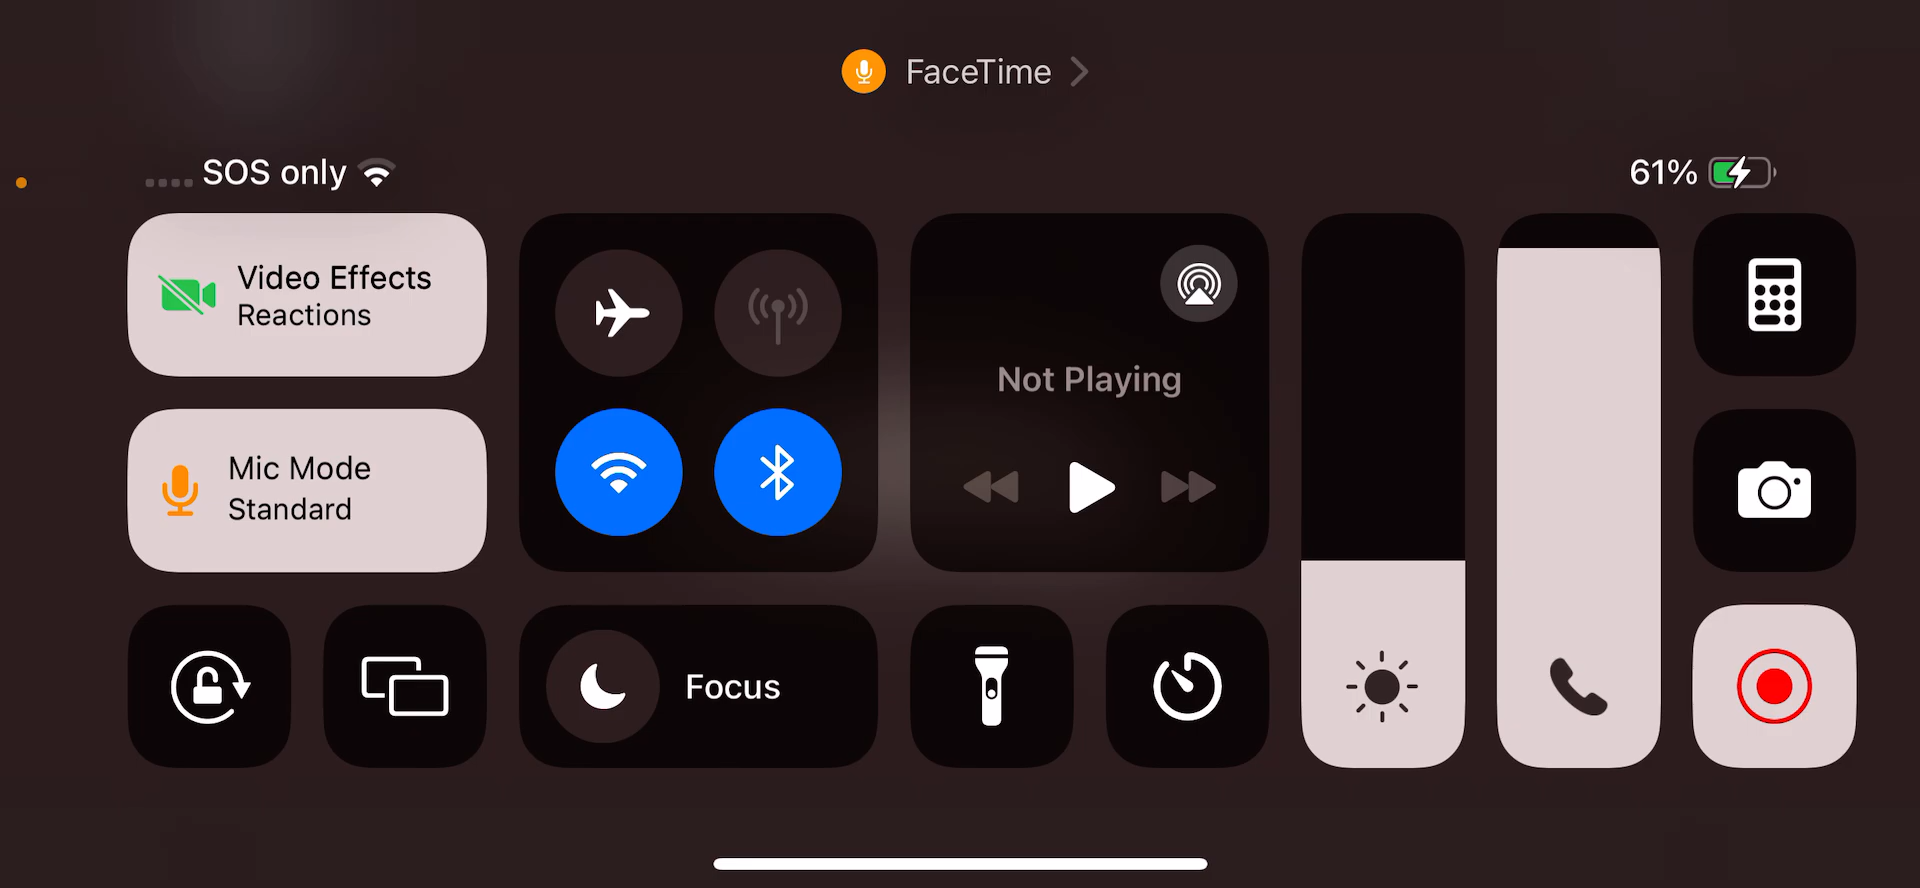 FaceTime
SOS only
61%
Video Effects
Reactions
Mic Mode
Standard
Not Playing
Focus